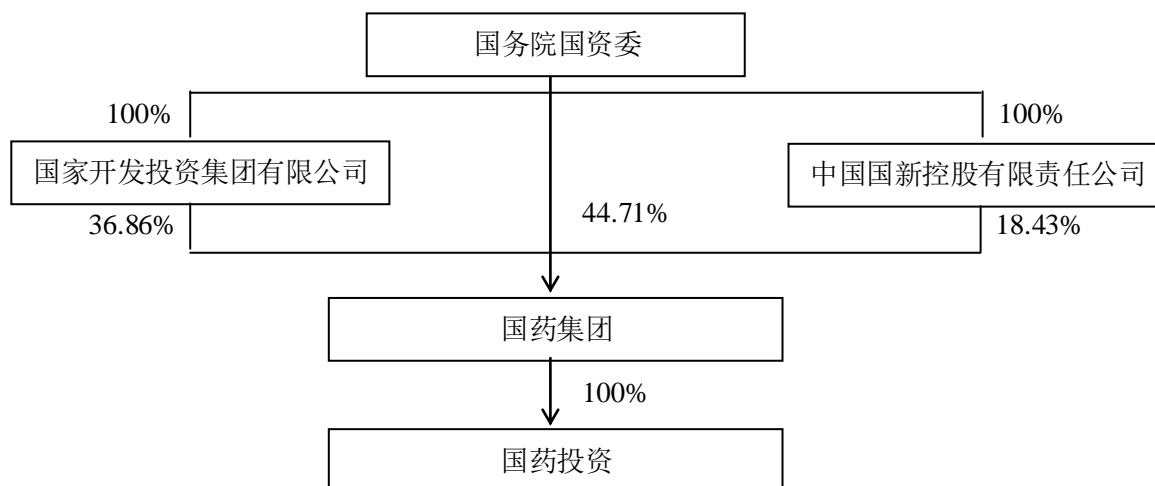 国务院国资委
100%
100%
国家开发投资集团有限公司
中国国新控股有限责任公司
36.86%
44.71%
18.43%
国药集团
100%
国药投资